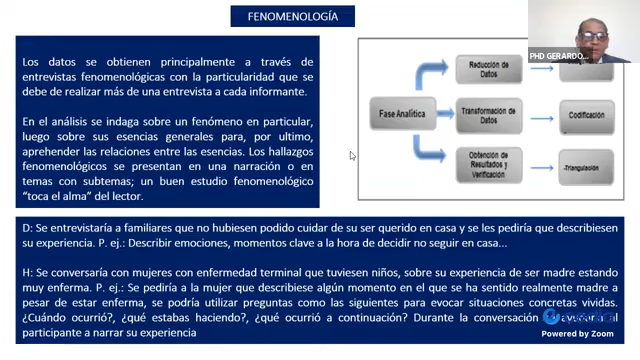 FENOMENOLOGÍA
PHD GERARDO...
Los datos se obtienen principalmente a través de
entrevistas fenomenológicas con la particularidad que se
debe de realizar más de una entrevista a cada informante.
En el análisis se indaga sobre un fenómeno en particular,
luego sobre sus esencias generales para, por ultimo,
aprehender las relaciones entre las esencias. Los hallazgos
fenomenológicos se presentan en una narración o en
temas con subtemas; un buen estudio fenomenológico
"toca el alma" del lector.
Fase Analítica
Reducción de
Datos
Transformación de
Datos
Codificación
Obtención de
Resultados y
Verificación
-Triangulación
D: Se entrevistaría a familiares que no hubiesen podido cuidar de su ser querido en casa y se les pediría que describiesen
su experiencia. P. ej.: Describir emociones, momentos clave a la hora de decidir no seguir en casa...
H: Se conversaría con mujeres con enfermedad terminal que tuviesen niños, sobre su experiencia de ser madre estando
muy enferma. P. ej.: Se pediría a la mujer que describiese algún momento en el que se ha sentido realmente madre a
pesar de estar enferma, se podría utilizar preguntas como las siguientes para evocar situaciones concretas vividas.
¿Cuándo ocurrió?, ¿qué estabas haciendo?, ¿qué ocurrió a continuación? Durante la conversación se ayudaría al
participante a narrar su experiencia
Powered by Zoom